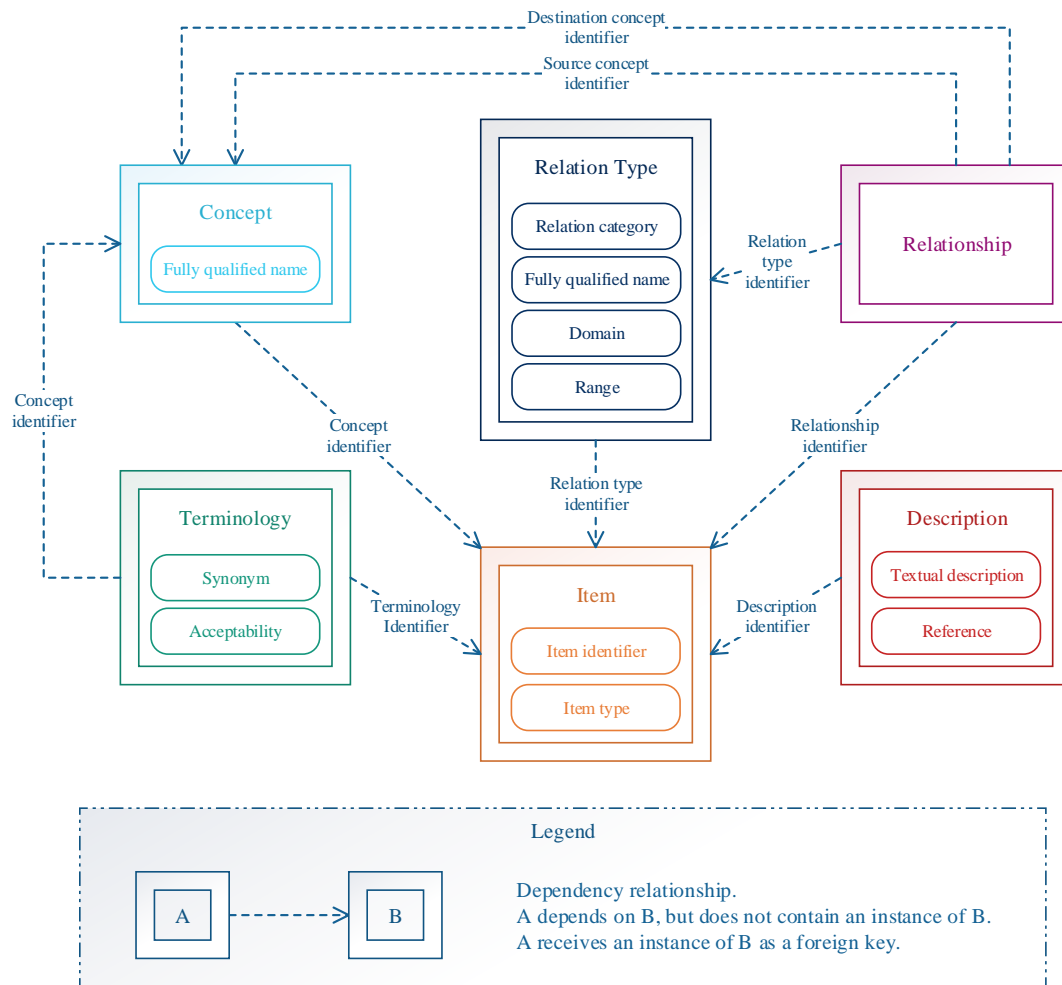 Destination concept
identifier
Source concept
identifier
Concept
Fully qualified name
Relation Type
Relation category
Fully qualified name
Domain
Range
Relationship
Relation
type
identifier
Concept
identifier
Concept
identifier
Relation type
identifier
Relationship
identifier
Terminology
Synonym
Acceptability
Terminology
Identifier
Item
Item identifier
Item type
Description
identifier
Description
Textual description
Reference
Legend
A
B
Dependency relationship.
A depends on B, but does not contain an instance of B.
A receives an instance of B as a foreign key.